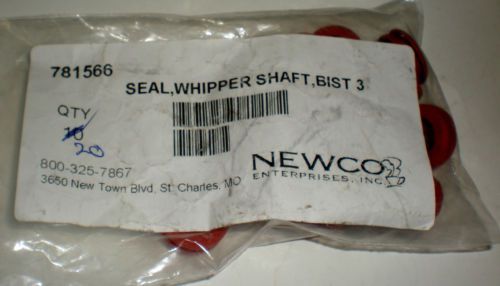 781566
SEAL,WHIPPER SHAFT,BIST 3
QTY
10
20
800-325-7867
3650 New Town Blvd, St. Charles, MO
NEWCO
ENTERPRISES, INC.